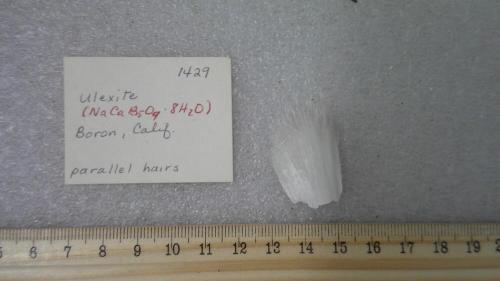 1429
Ulexite
(NaCaB₅O₉·8H₂O)
Boron, Calif.
parallel hairs
5 6 7 8 9 10 11 12 13 14 15 16 17 18 19 20